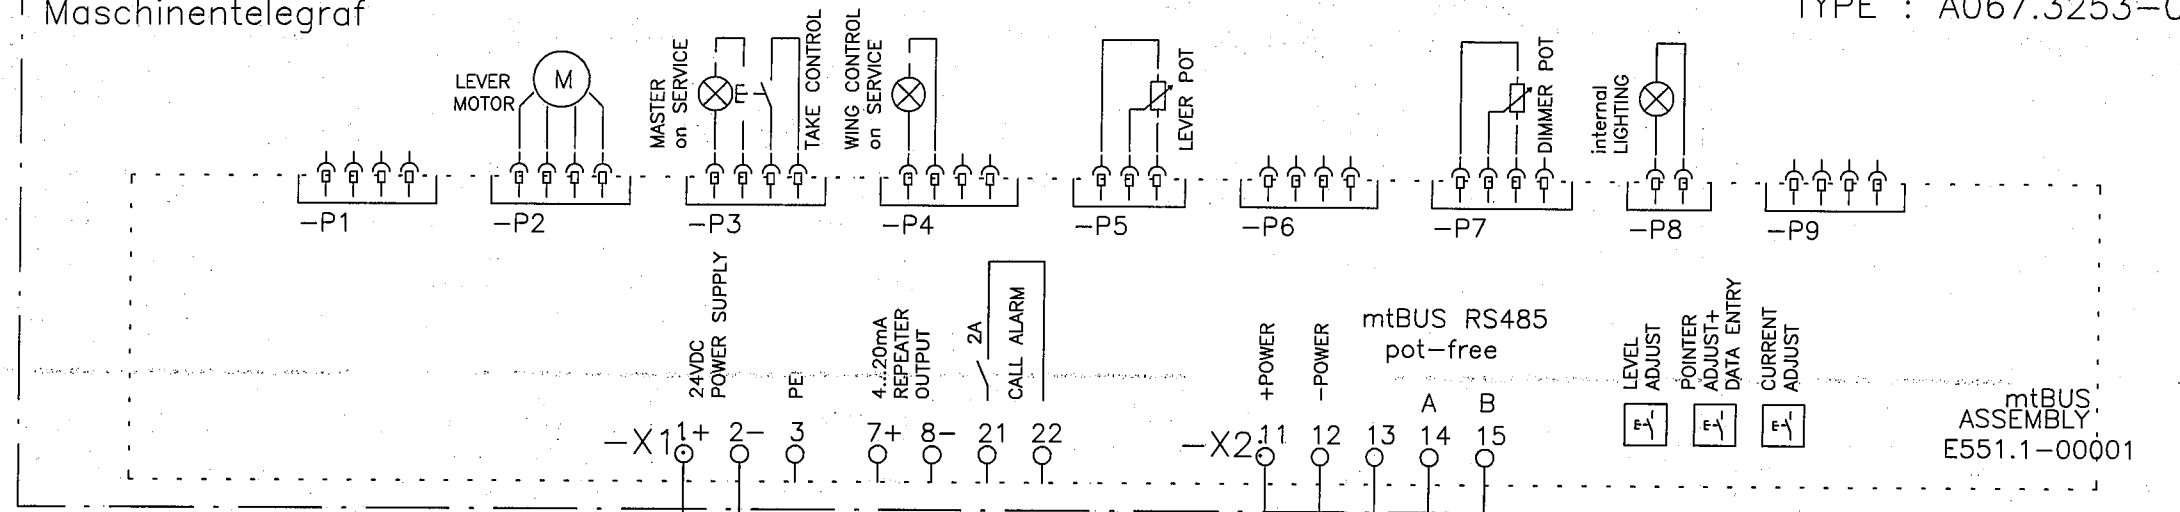 Maschinentelegraf
TYPE : A067.3253-0
LEVER
MOTOR
M
MASTER
on SERVICE
TAKE CONTROL
WING CONTROL
on SERVICE
LEVER POT
DIMMER POT
internal
LIGHTING
-P1
-P2
-P3
-P4
-P5
-P6
-P7
-P8
-P9
24VDC
POWER SUPPLY
PE
4...20mA
REPEATER
OUTPUT
2A
CALL ALARM
+POWER
-POWER
mtBUS RS485
pot-free
A
B
LEVEL
ADJUST
POINTER
ADJUST+
DATA ENTRY
CURRENT
ADJUST
-X1
1+
2-
3
7+
8-
21
22
-X2
11
12
13
14
15
mtBUS
ASSEMBLY
E551.1-00001